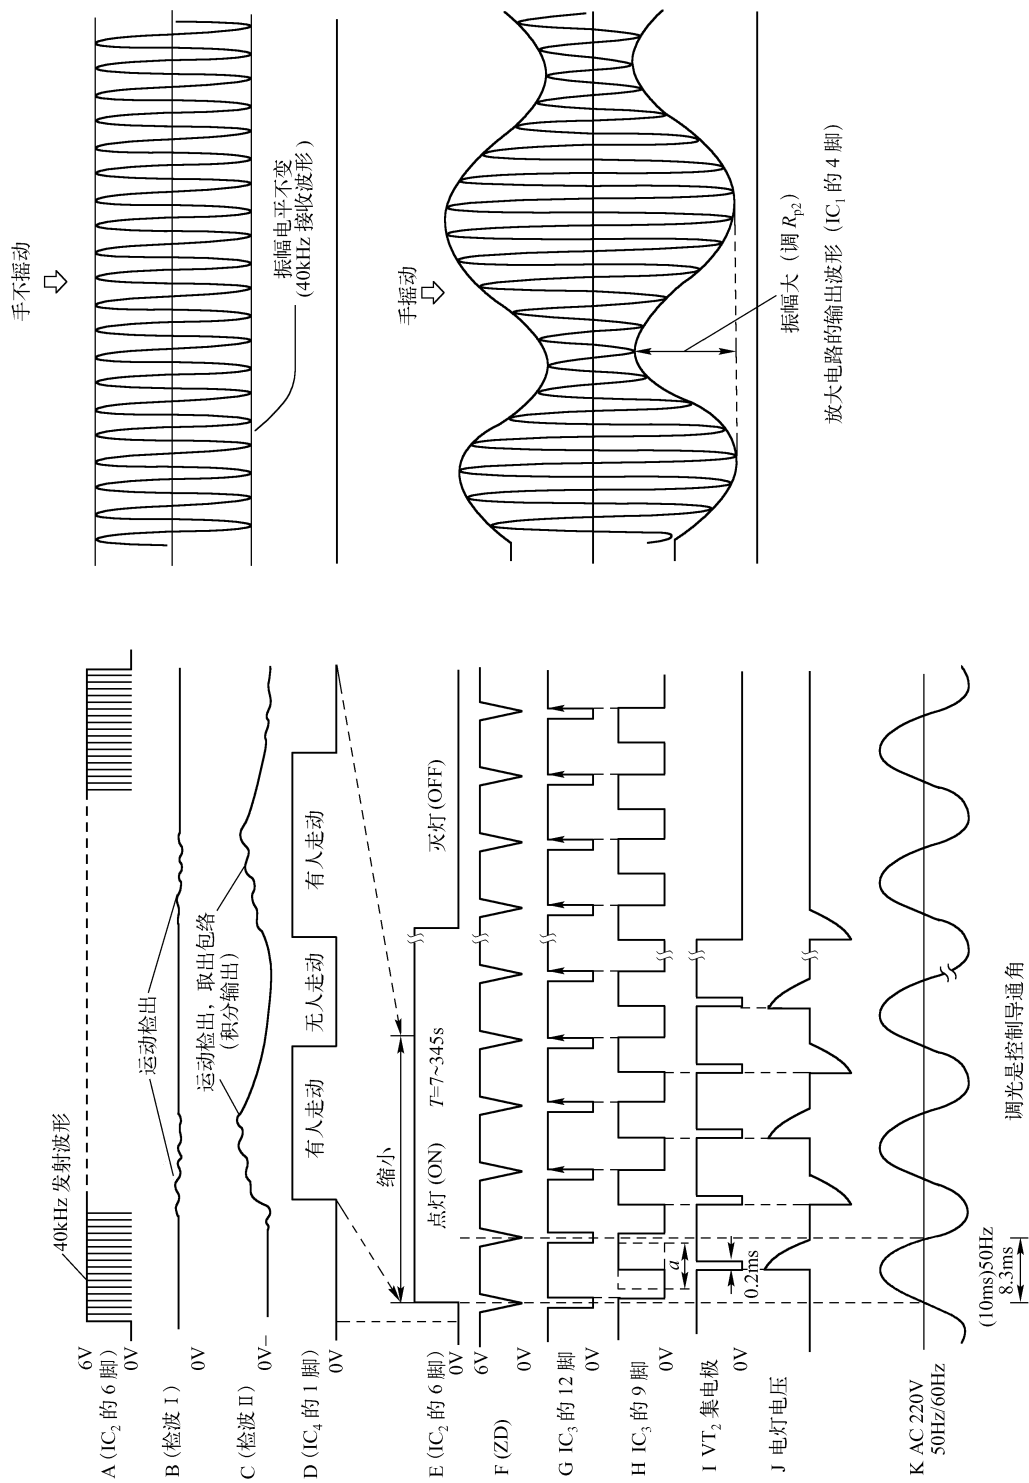 A (IC₂ 的 6 脚)
6V
0V
40kHz 发射波形
B (检波 I )
0V
运动检出
C (检波 II )
0V
运动检出，取出包络
(积分输出)
D (IC₄ 的 1 脚)
0V
有人走动
无人走动
有人走动
缩小
E (IC₂ 的 6 脚)
0V
点灯 (ON)
T=7~345s
灭灯 (OFF)
F (ZD)
6V
0V
G IC₃ 的 12 脚
0V
H IC₃ 的 9 脚
0V
a
I VT₂ 集电极
0V
0.2ms
J 电灯电压
K AC 220V
50Hz/60Hz
(10ms)50Hz
8.3ms
调光是控制导通角
手不摇动
振幅电平不变
(40kHz 接收波形)
手摇动
振幅大 (调 Rp2)
放大电路的输出波形 (IC₁ 的 4 脚)